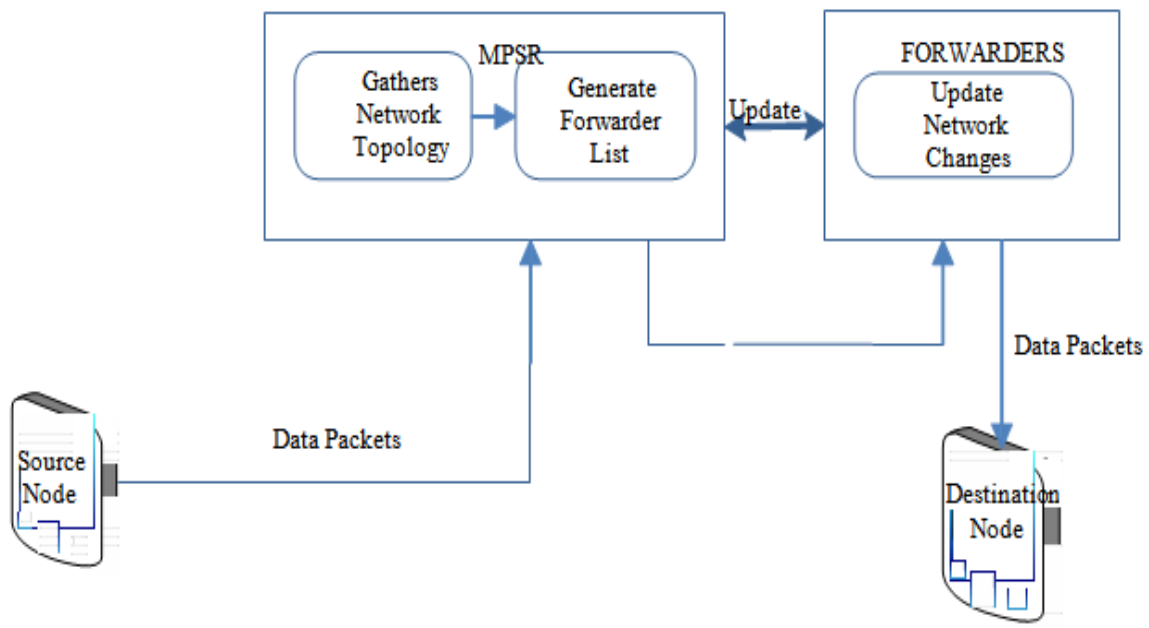 MPSR
Gathers
Network
Topology
Generate
Forwarder
List
Update
FORWARDERS
Update
Network
Changes
Data Packets
Data Packets
Source
Node
Destination
Node